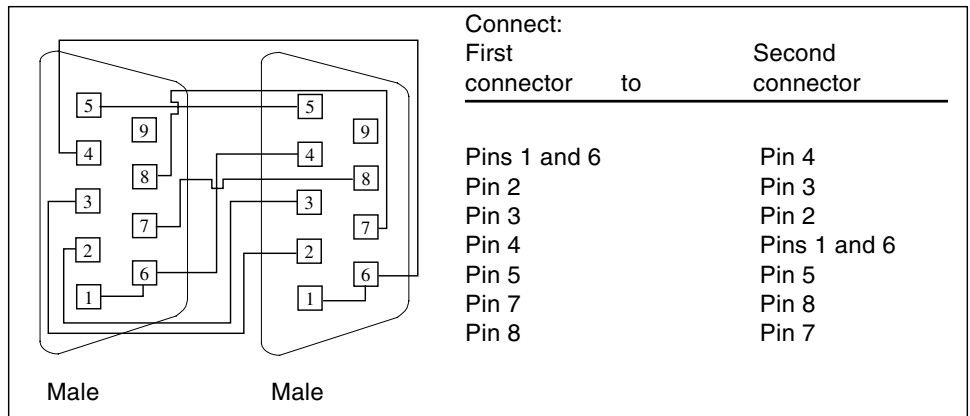 5
9
4
8
3
7
2
6
1
Male
5
9
4
8
3
7
2
6
1
Male
Connect:
First Second
connector to connector
Pins 1 and 6 Pin 4
Pin 2 Pin 3
Pin 3 Pin 2
Pin 4 Pins 1 and 6
Pin 5 Pin 5
Pin 7 Pin 8
Pin 8 Pin 7